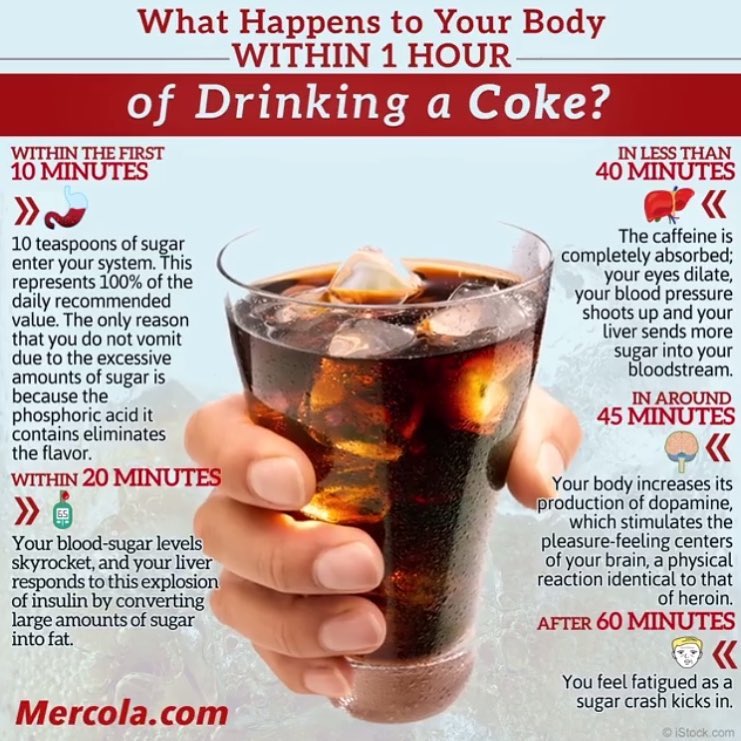 What Happens to Your Body
WITHIN 1 HOUR
of Drinking a Coke?
WITHIN THE FIRST
10 MINUTES
10 teaspoons of sugar
enter your system. This
represents 100% of the
daily recommended
value. The only reason
that you do not vomit
due to the excessive
amounts of sugar is
because the
phosphoric acid it
contains eliminates
the flavor.
WITHIN 20 MINUTES
65
Your blood-sugar levels
skyrocket, and your liver
responds to this explosion
of insulin by converting
large amounts of sugar
into fat.
IN LESS THAN
40 MINUTES
The caffeine is
completely absorbed;
your eyes dilate,
your blood pressure
shoots up and your
liver sends more
sugar into your
bloodstream.
IN AROUND
45 MINUTES
Your body increases its
production of dopamine,
which stimulates the
pleasure-feeling centers
of your brain, a physical
reaction identical to that
of heroin.
AFTER 60 MINUTES
You feel fatigued as a
sugar crash kicks in.
Mercola.com
© iStock.com